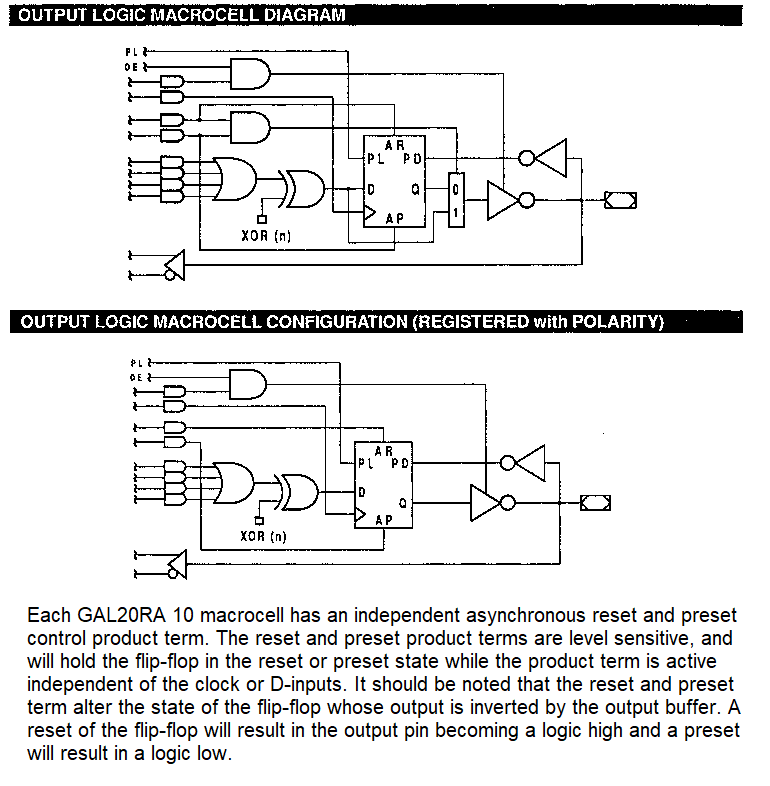 OUTPUT LOGIC MACROCELL DIAGRAM
PL
OE
AR
PL PD
D Q 0
1
AP
XOR (n)
OUTPUT LOGIC MACROCELL CONFIGURATION (REGISTERED with POLARITY)
PL
OE
AR
PL PD
D
Q
AP
XOR (n)
Each GAL20RA 10 macrocell has an independent asynchronous reset and preset
control product term. The reset and preset product terms are level sensitive, and
will hold the flip-flop in the reset or preset state while the product term is active
independent of the clock or D-inputs. It should be noted that the reset and preset
term alter the state of the flip-flop whose output is inverted by the output buffer. A
reset of the flip-flop will result in the output pin becoming a logic high and a preset
will result in a logic low.